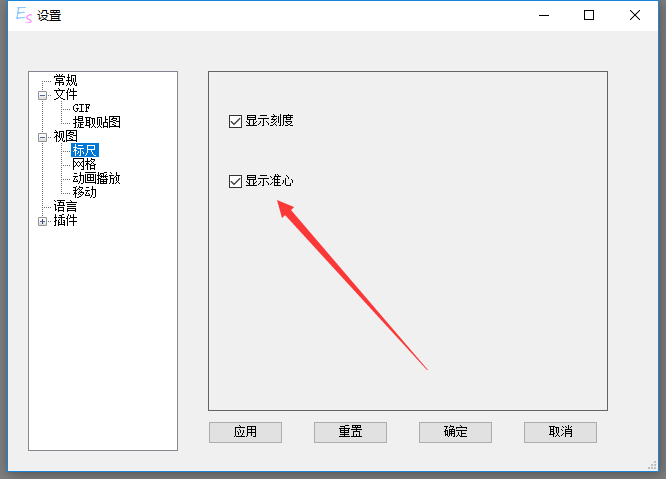 ES 设置
常规
文件
GIF
提取贴图
视图
标尺
网格
动画播放
移动
语言
插件
显示刻度
显示准心
应用 重置 确定 取消